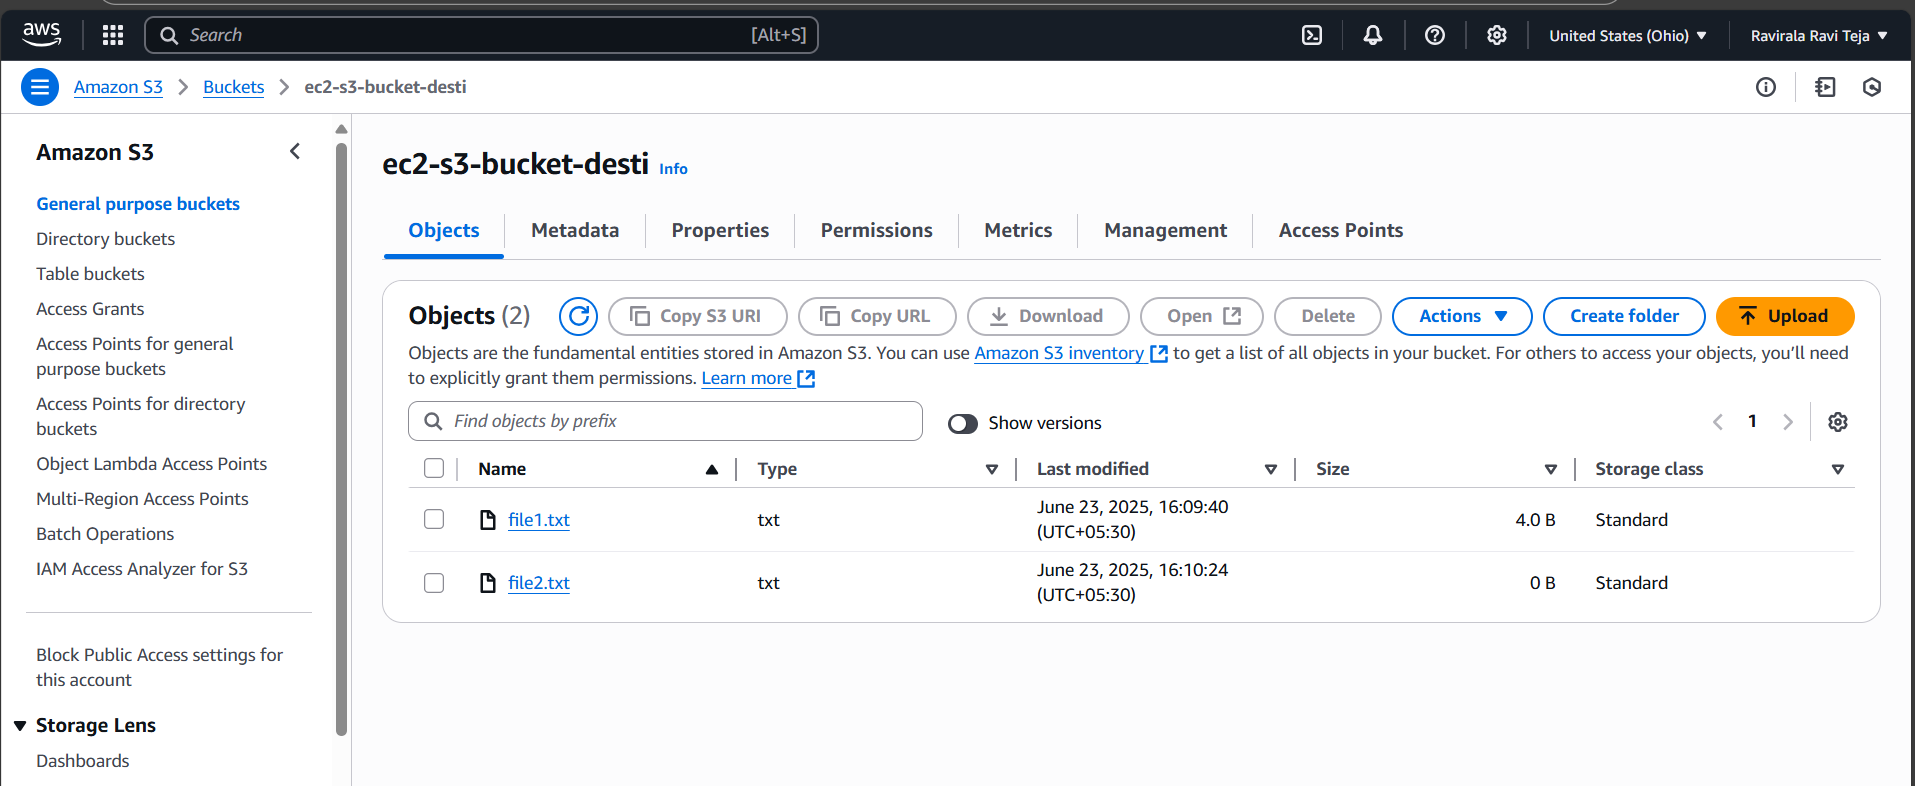 aws
Search
[Alt+S]
United States (Ohio)
Ravirala Ravi Teja
Amazon S3
Buckets
ec2-s3-bucket-desti
Amazon S3
General purpose buckets
Directory buckets
Table buckets
Access Grants
Access Points for general
purpose buckets
Access Points for directory
buckets
Object Lambda Access Points
Multi-Region Access Points
Batch Operations
IAM Access Analyzer for S3
Block Public Access settings for
this account
Storage Lens
Dashboards
ec2-s3-bucket-desti Info
Objects
Metadata
Properties
Permissions
Metrics
Management
Access Points
Objects (2)
Copy S3 URI
Copy URL
Download
Open
Delete
Actions
Create folder
Upload
Objects are the fundamental entities stored in Amazon S3. You can use Amazon S3 inventory to get a list of all objects in your bucket. For others to access your objects, you’ll need
to explicitly grant them permissions. Learn more
Find objects by prefix
Show versions
1
Name Type Last modified Size Storage class
file1.txt txt June 23, 2025, 16:09:40 4.0 B Standard
(UTC+05:30)
file2.txt txt June 23, 2025, 16:10:24 0 B Standard
(UTC+05:30)